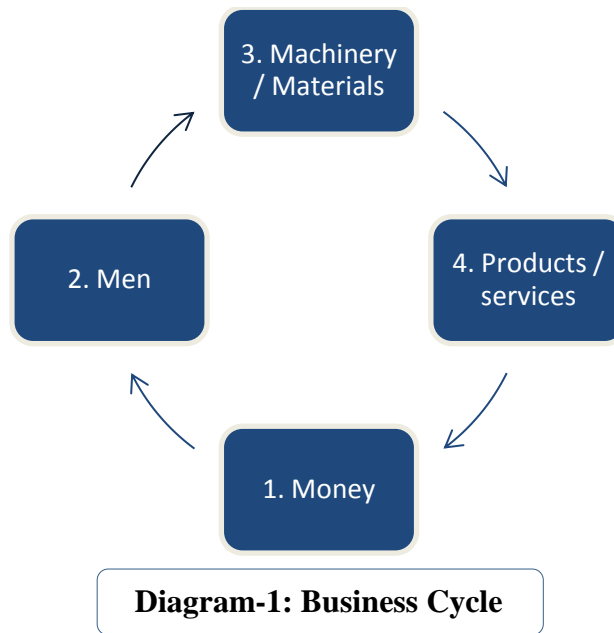 3. Machinery
/ Materials
2. Men
4. Products /
services
1. Money
Diagram-1: Business Cycle